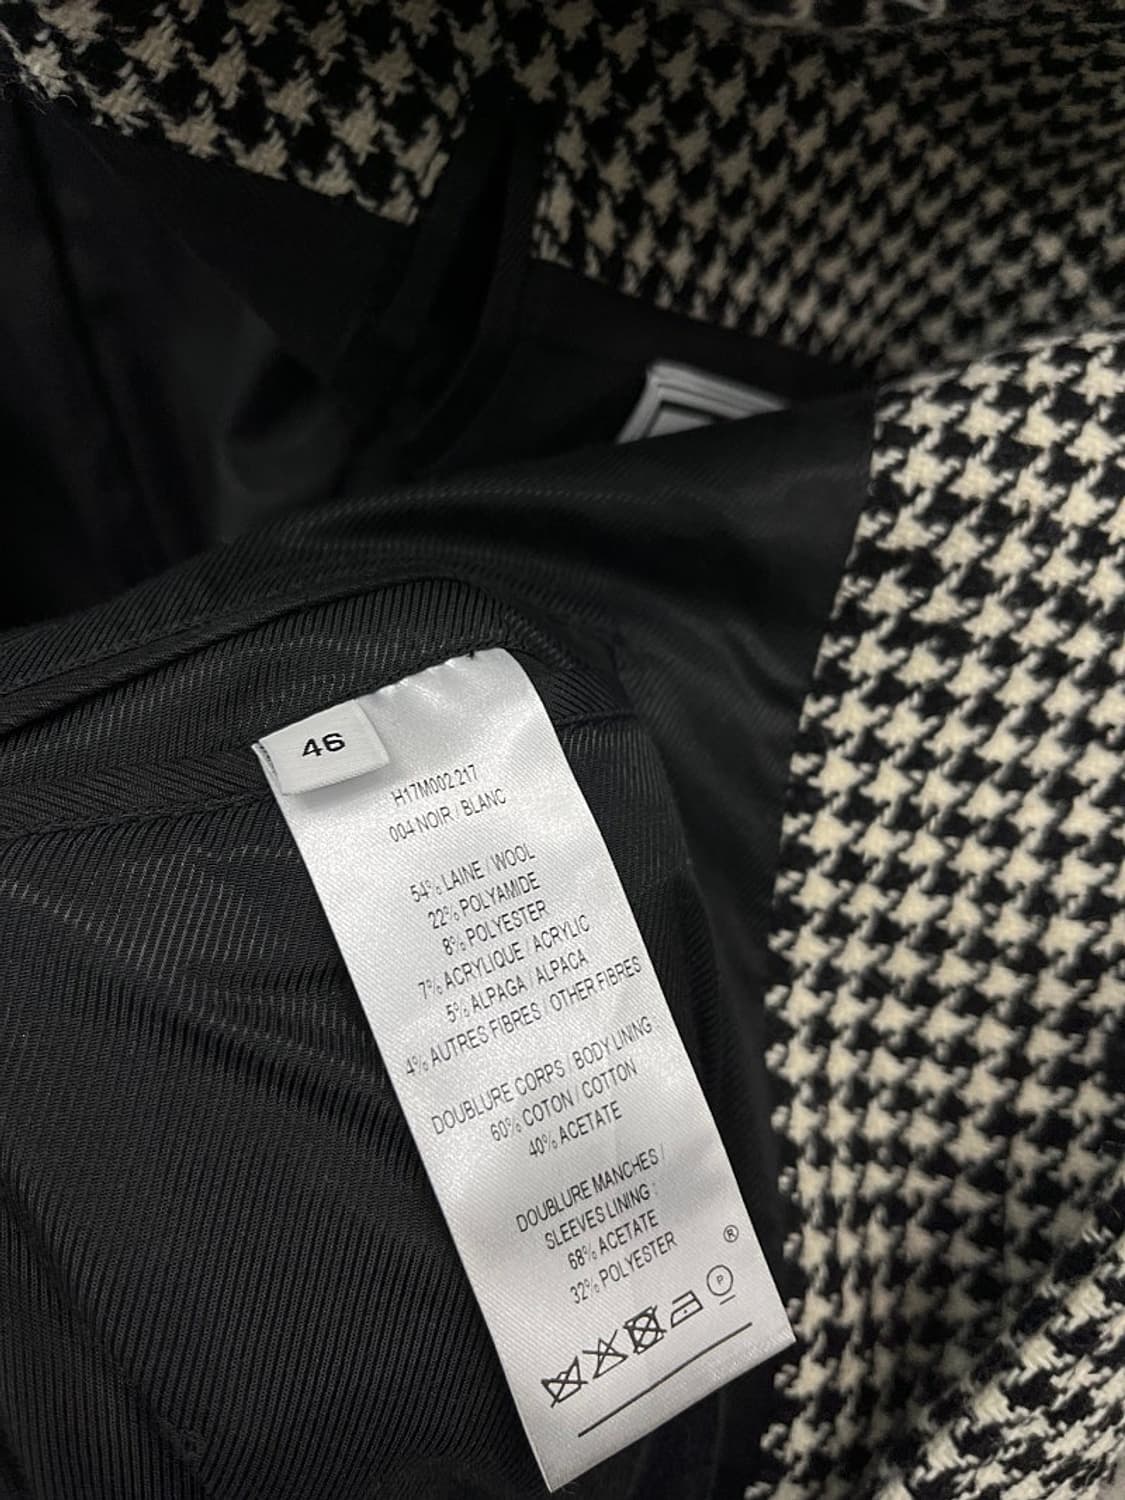 46
H17M002.217
004 NOIR / BLANC
54% LAINE / WOOL
22% POLYAMIDE
8% POLYESTER
7% ACRYLIQUE / ACRYLIC
5% ALPAGA / ALPACA
4% AUTRES FIBRES / OTHER FIBRES
DOUBLURE CORPS / BODY LINING :
60% COTON / COTTON
40% ACETATE
DOUBLURE MANCHES /
SLEEVES LINING :
68% ACETATE
32% POLYESTER
®
P